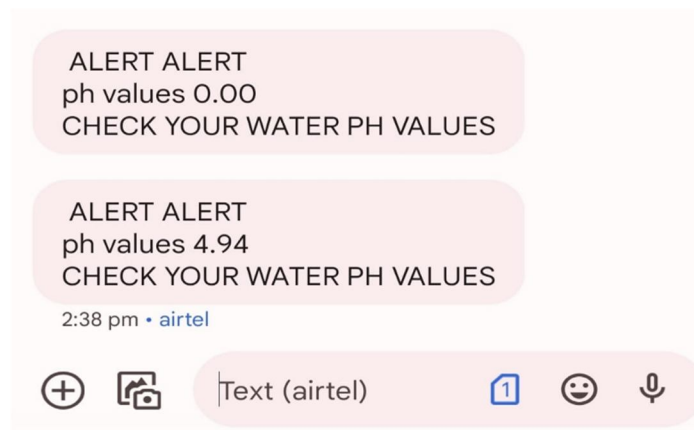 ALERT ALERT
ph values 0.00
CHECK YOUR WATER PH VALUES
ALERT ALERT
ph values 4.94
CHECK YOUR WATER PH VALUES
2:38 pm • airtel
Text (airtel)
1